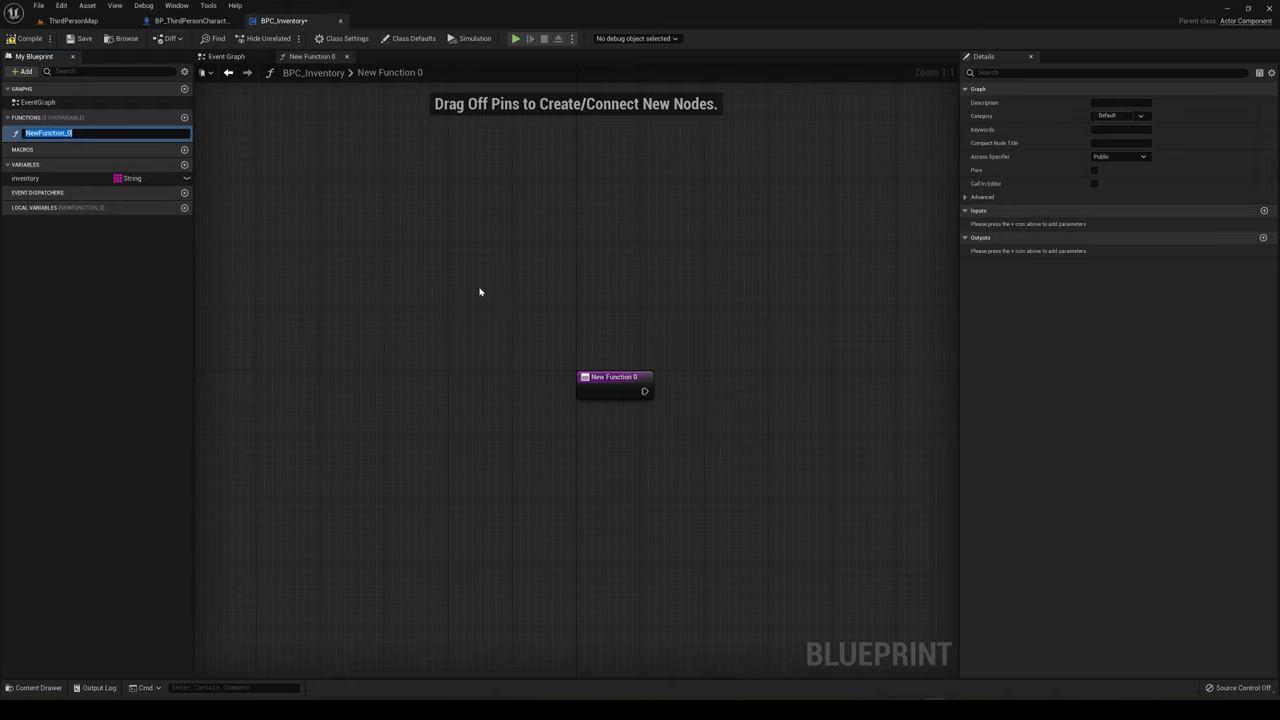 File Edit Asset View Debug Window Tools Help
ThirdPersonMap BP_ThirdPersonCharact... BPC_Inventory• Parent class: Actor Component
Compile Save Browse Diff Find Hide Unrelated Class Settings Class Defaults Simulation No debug object selected
My Blueprint Event Graph New Function 0 Details
Add Search BPC_Inventory New Function 0 Zoom 1:1 Search
GRAPHS
EventGraph
FUNCTIONS (3 OVERRIDABLE)
NewFunction_0
MACROS
VARIABLES
inventory String
EVENT DISPATCHERS
LOCAL VARIABLES (NEWFUNCTION_0)
Drag Off Pins to Create/Connect New Nodes.
New Function 0
BLUEPRINT
Graph
Description
Category Default
Keywords
Compact Node Title
Access Specifier Public
Pure
Call In Editor
Advanced
Inputs
Please press the + icon above to add parameters
Outputs
Please press the + icon above to add parameters
Content Drawer Output Log Cmd Enter Console Command Source Control Off